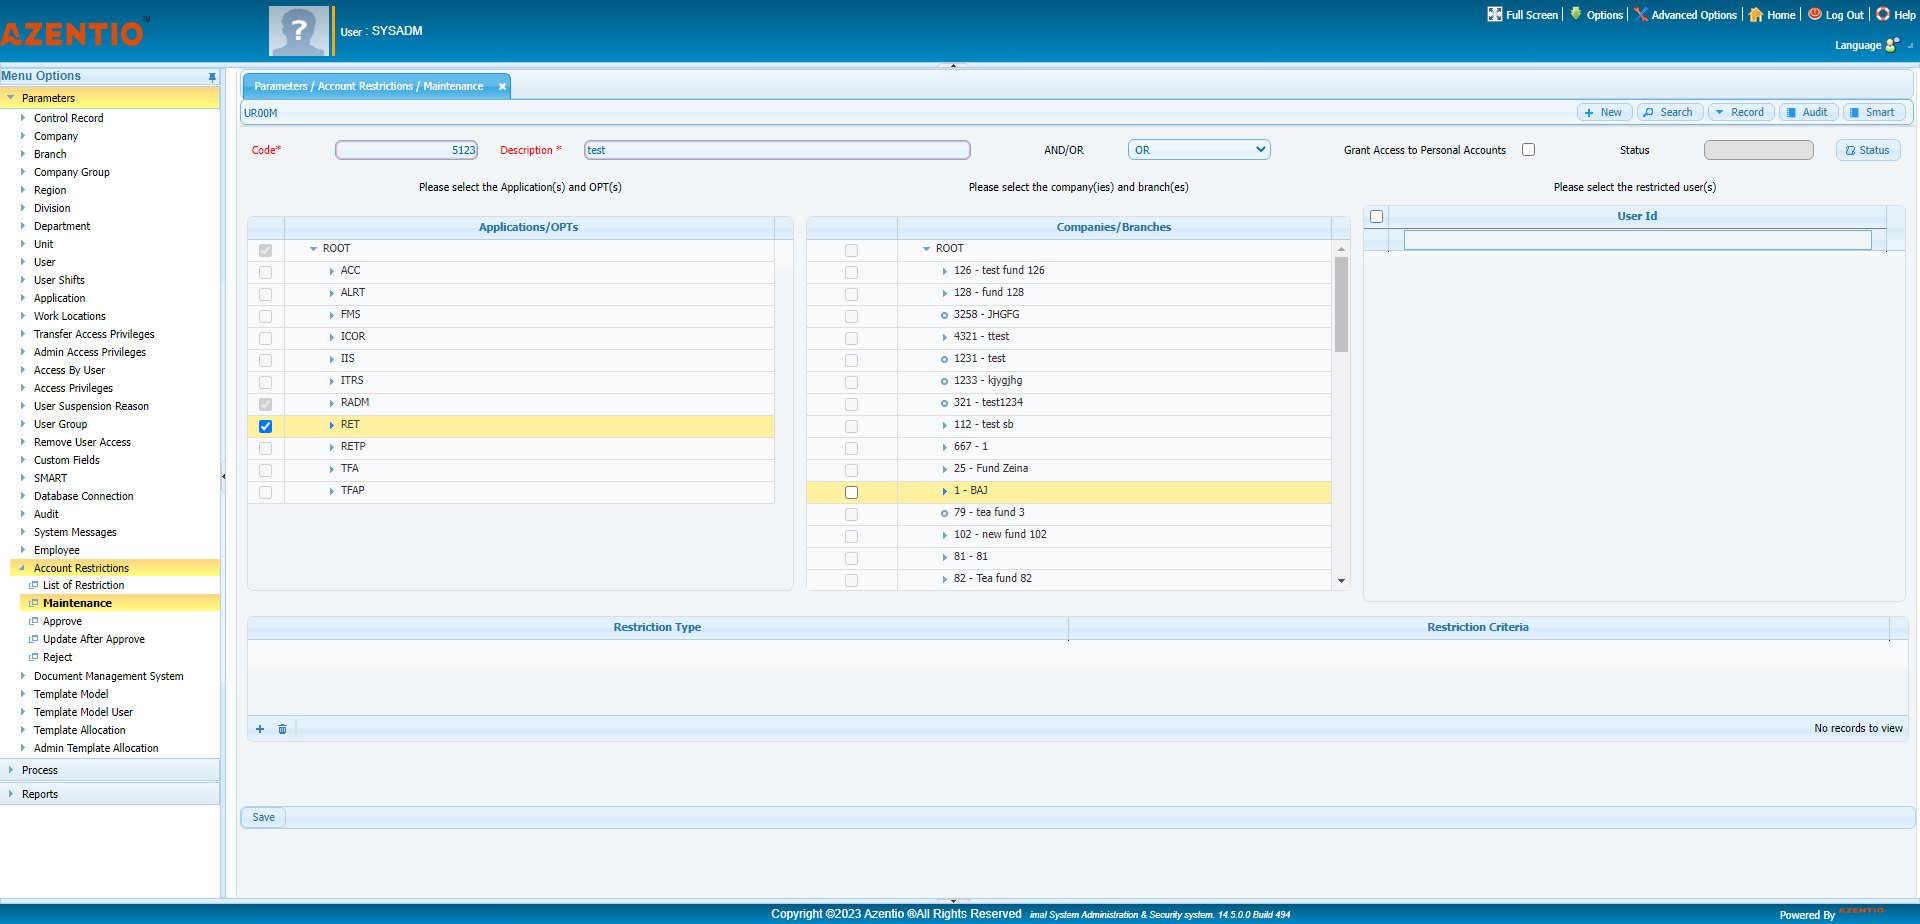 AZENTIO™
User : SYSADM
Full Screen
Options
Advanced Options
Home
Log Out
Help
Language
Menu Options
Parameters
Control Record
Company
Branch
Company Group
Region
Division
Department
Unit
User
User Shifts
Application
Work Locations
Transfer Access Privileges
Admin Access Privileges
Access By User
Access Privileges
User Suspension Reason
User Group
Remove User Access
Custom Fields
SMART
Database Connection
Audit
System Messages
Employee
Account Restrictions
List of Restriction
Maintenance
Approve
Update After Approve
Reject
Document Management System
Template Model
Template Model User
Template Allocation
Admin Template Allocation
Process
Reports
Parameters / Account Restrictions / Maintenance
UR00M
New
Search
Record
Audit
Smart
Code*
5123
Description *
test
AND/OR
OR
Grant Access to Personal Accounts
Status
Status
Please select the Application(s) and OPT(s)
Please select the company(ies) and branch(es)
Please select the restricted user(s)
Applications/OPTs
ROOT
ACC
ALRT
FMS
ICOR
IIS
ITRS
RADM
RET
RETP
TFA
TFAP
Companies/Branches
ROOT
126 - test fund 126
128 - fund 128
3258 - JHGFG
4321 - ttest
1231 - test
1233 - kjygjhg
321 - test1234
112 - test sb
667 - 1
25 - Fund Zeina
1 - BAJ
79 - tea fund 3
102 - new fund 102
81 - 81
82 - Tea fund 82
User Id
Restriction Type
Restriction Criteria
No records to view
Save
Copyright ©2023 Azentio ®All Rights Reserved imal System Administration & Security system. 14.5.0.0 Build 494
Powered By AZENTIO